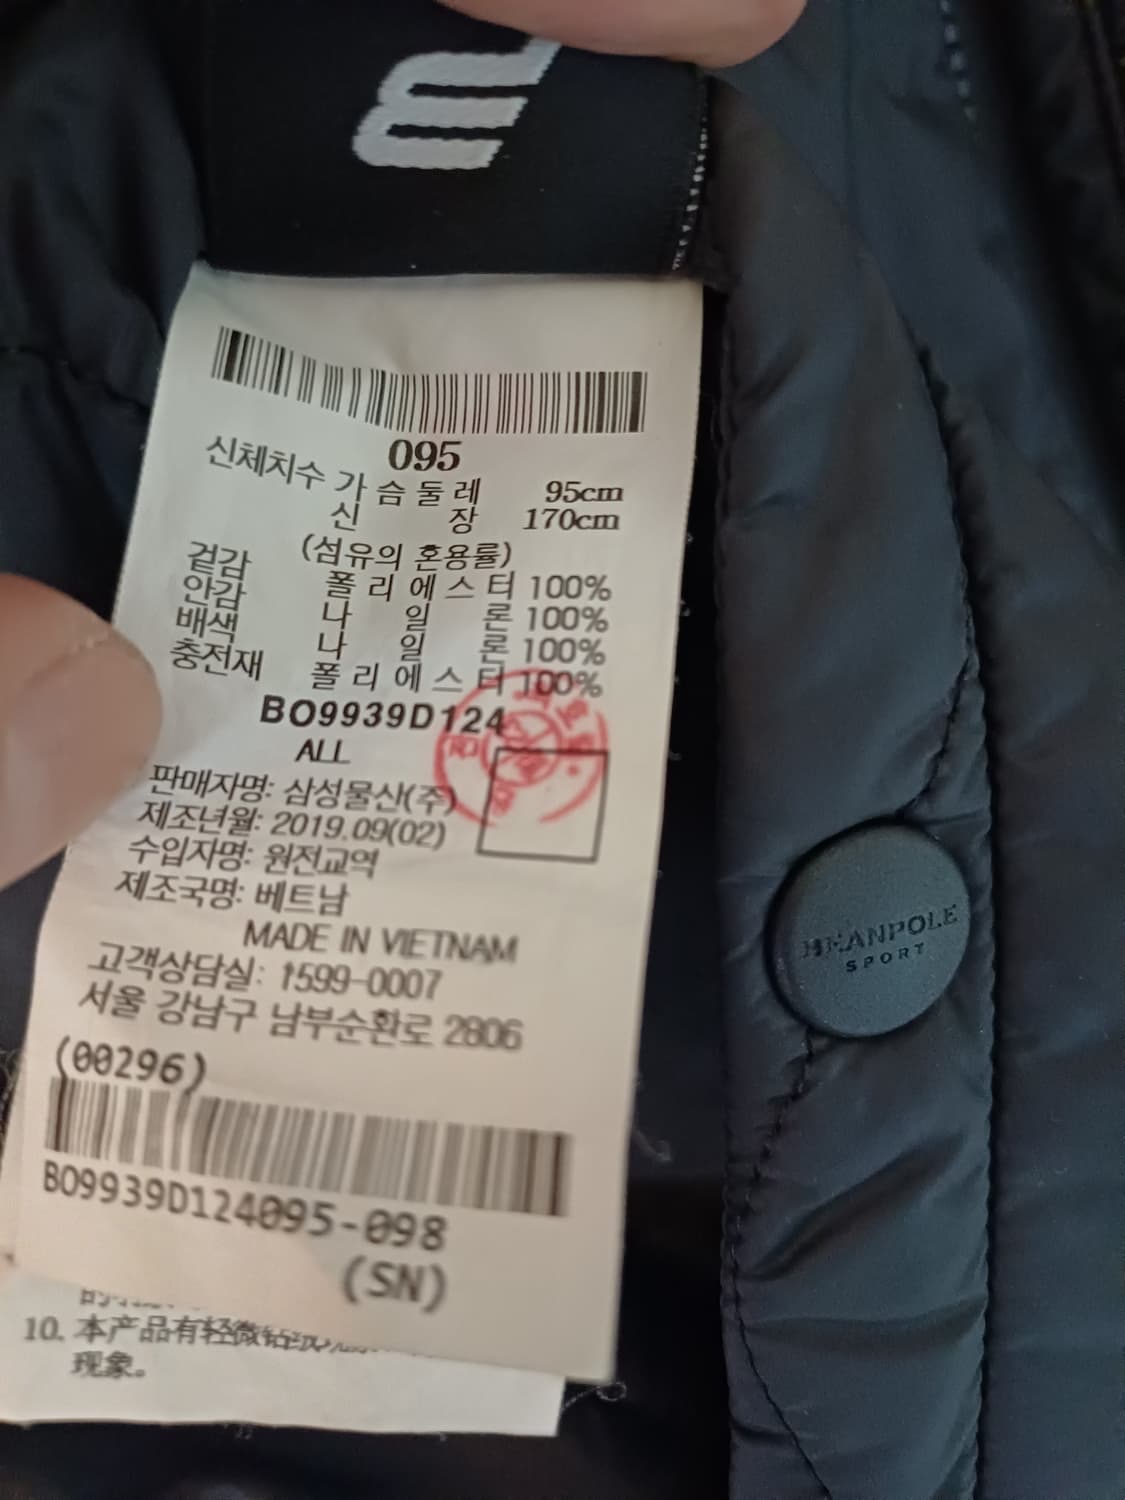 095
신체치수 가슴둘레 95cm
신장 170cm
(섬유의 혼용률)
겉감 폴리에스터 100%
안감 나일론 100%
배색 나일론 100%
충전재 폴리에스터 100%
BO9939D124
ALL
판매자명: 삼성물산(주)
제조년월: 2019.09(02)
수입자명: 원전교역
제조국명: 베트남
MADE IN VIETNAM
고객상담실: 1599-0007
서울 강남구 남부순환로 2806
(00296)
BO9939D124095-098
(SN)
10. 本产品有轻微钻绒
现象。
BEANPOLE
SPORT